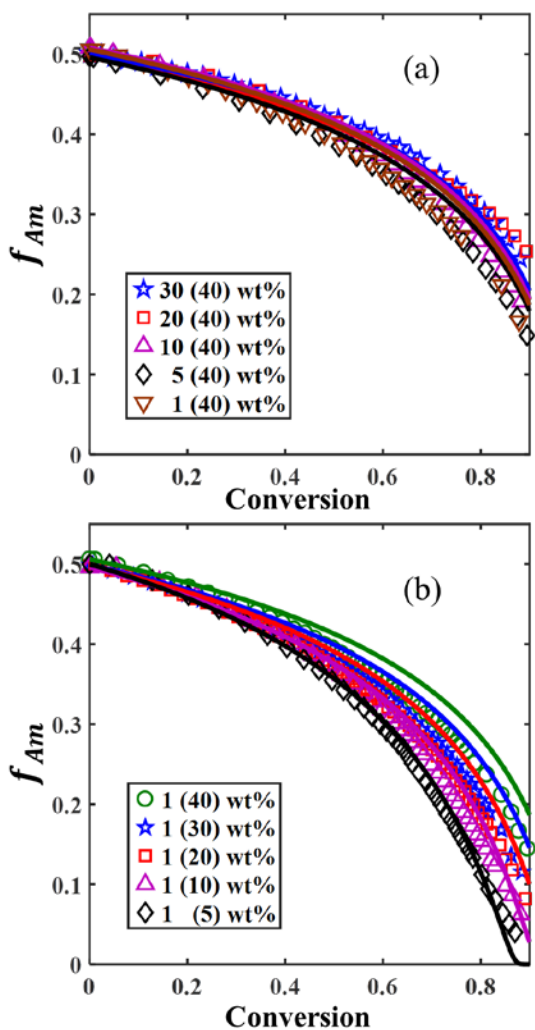 (a)
0.5
0.4
0.3
0.2
0.1
0
f_Am
30 (40) wt%
20 (40) wt%
10 (40) wt%
5 (40) wt%
1 (40) wt%
0 0.2 0.4 0.6 0.8
Conversion
(b)
0.5
0.4
0.3
0.2
0.1
0
f_Am
1 (40) wt%
1 (30) wt%
1 (20) wt%
1 (10) wt%
1 (5) wt%
0 0.2 0.4 0.6 0.8
Conversion